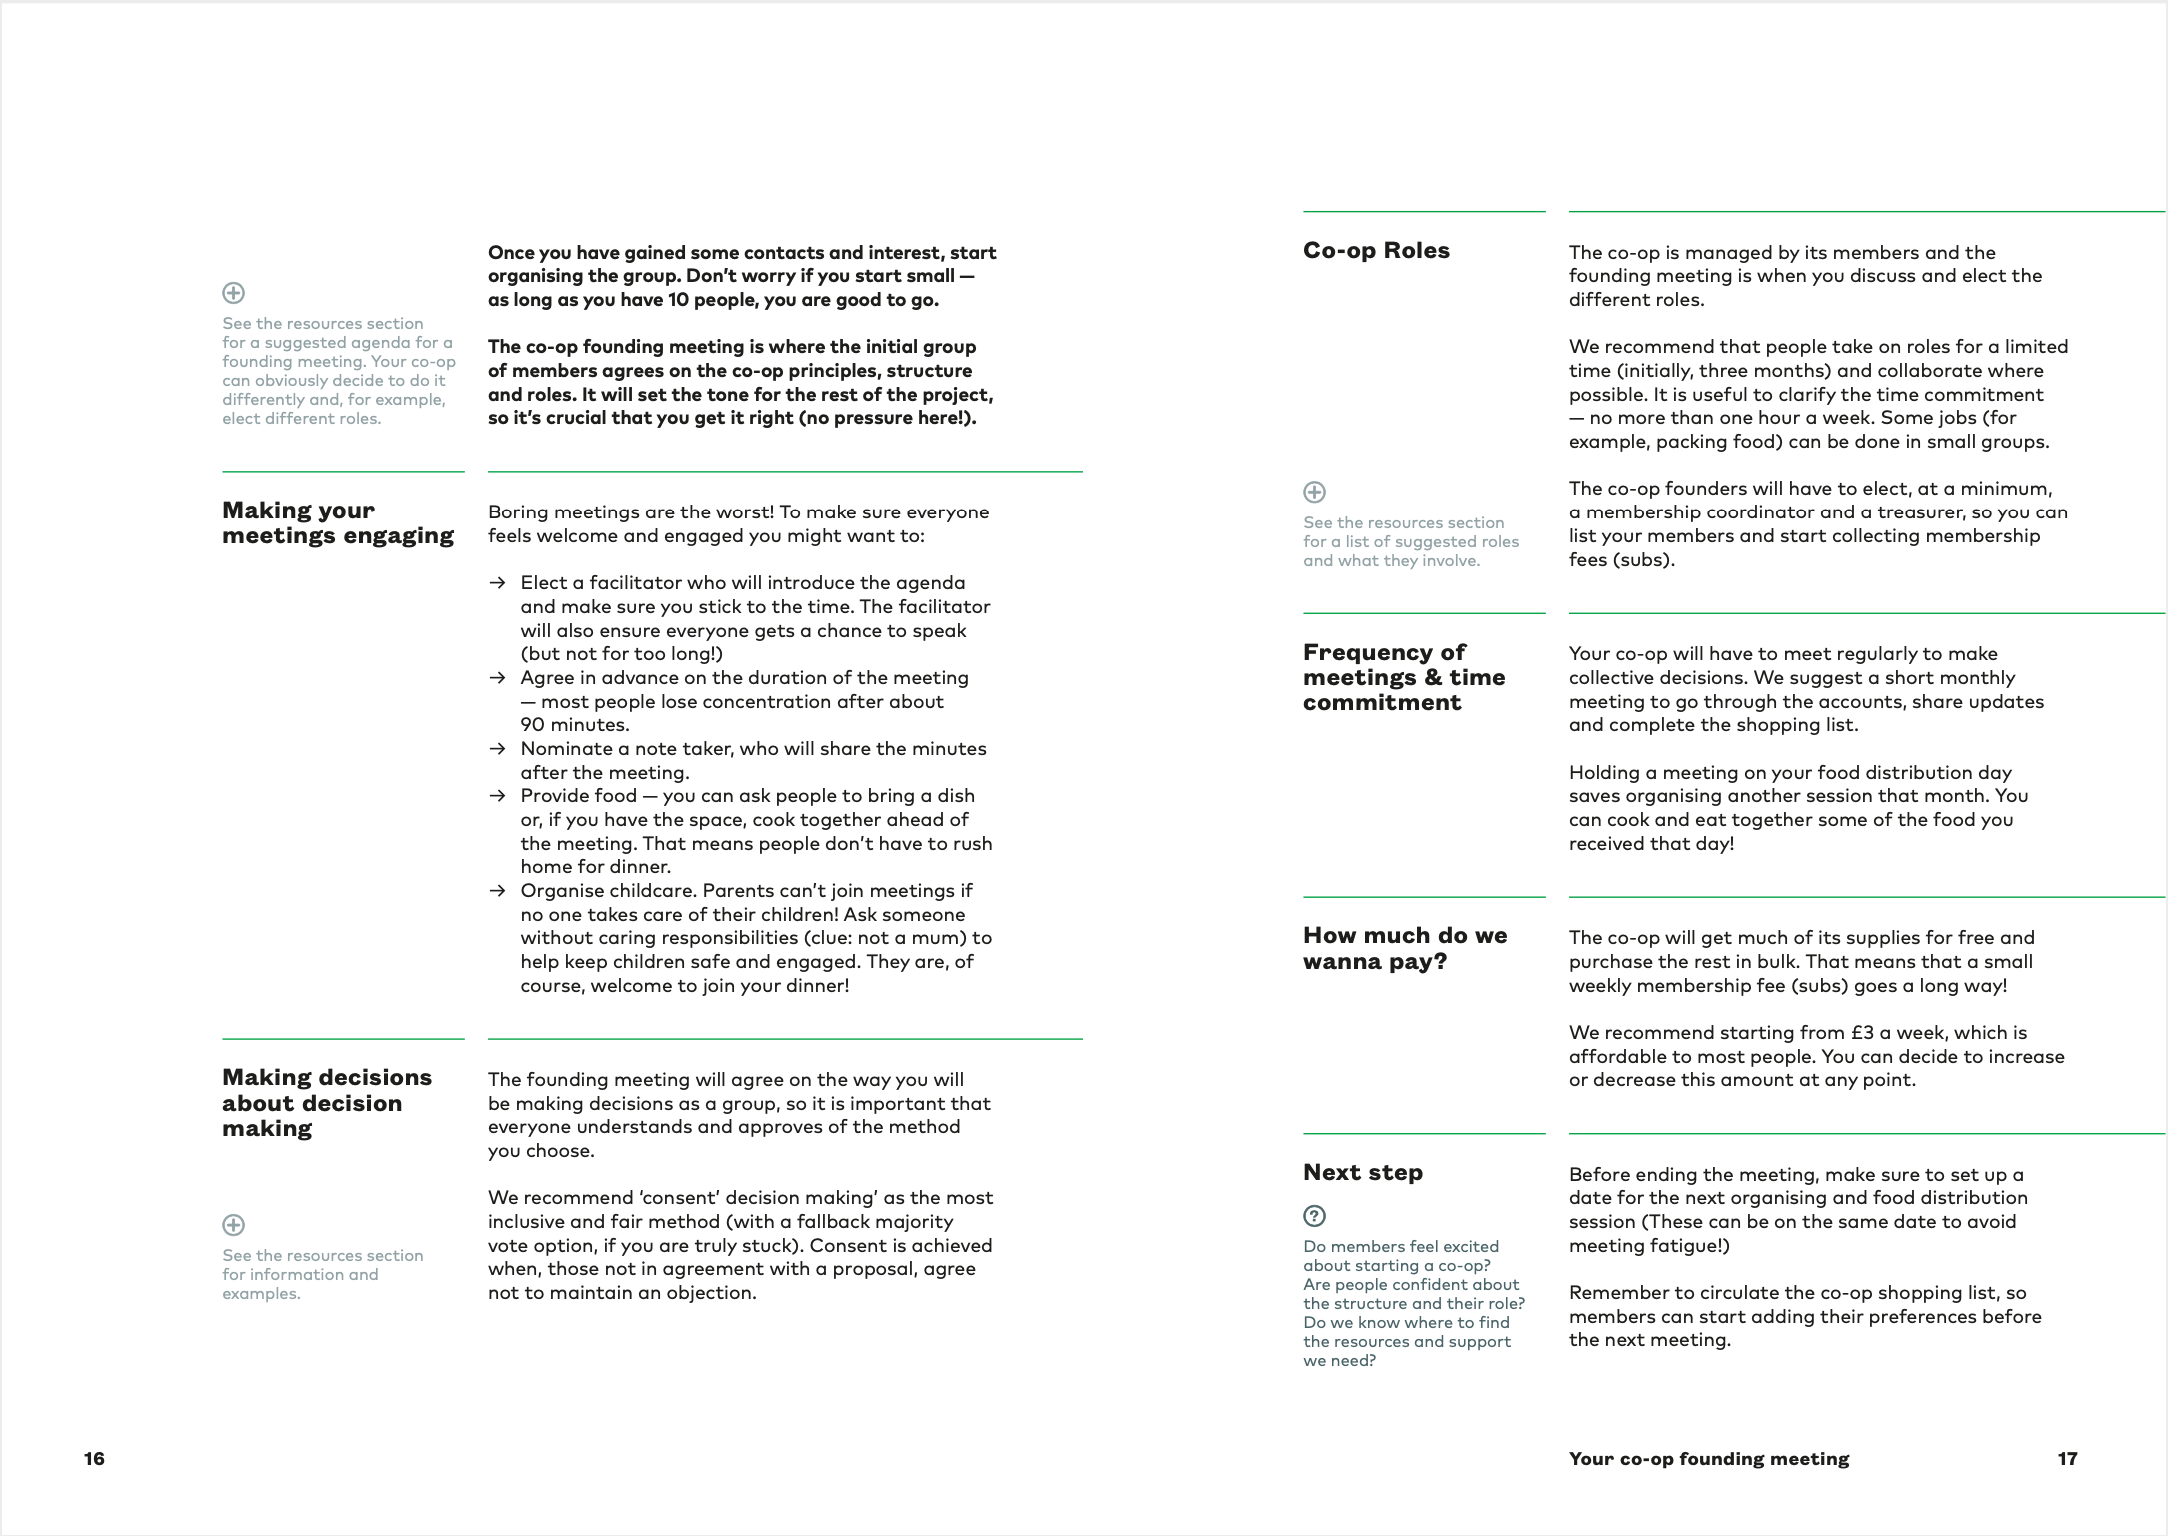 Once you have gained some contacts and interest, start
organising the group. Don’t worry if you start small —
as long as you have 10 people, you are good to go.
See the resources section
for a suggested agenda for a
founding meeting. Your co-op
can obviously decide to do it
differently and, for example,
elect different roles.
The co-op founding meeting is where the initial group
of members agrees on the co-op principles, structure
and roles. It will set the tone for the rest of the project,
so it’s crucial that you get it right (no pressure here!).
Making your
meetings engaging
Boring meetings are the worst! To make sure everyone
feels welcome and engaged you might want to:
→ Elect a facilitator who will introduce the agenda
and make sure you stick to the time. The facilitator
will also ensure everyone gets a chance to speak
(but not for too long!)
→ Agree in advance on the duration of the meeting
— most people lose concentration after about
90 minutes.
→ Nominate a note taker, who will share the minutes
after the meeting.
→ Provide food — you can ask people to bring a dish
or, if you have the space, cook together ahead of
the meeting. That means people don’t have to rush
home for dinner.
→ Organise childcare. Parents can’t join meetings if
no one takes care of their children! Ask someone
without caring responsibilities (clue: not a mum) to
help keep children safe and engaged. They are, of
course, welcome to join your dinner!
Making decisions
about decision
making
The founding meeting will agree on the way you will
be making decisions as a group, so it is important that
everyone understands and approves of the method
you choose.
See the resources section
for information and
examples.
We recommend ‘consent’ decision making’ as the most
inclusive and fair method (with a fallback majority
vote option, if you are truly stuck). Consent is achieved
when, those not in agreement with a proposal, agree
not to maintain an objection.
16
Co-op Roles
The co-op is managed by its members and the
founding meeting is when you discuss and elect the
different roles.
We recommend that people take on roles for a limited
time (initially, three months) and collaborate where
possible. It is useful to clarify the time commitment
— no more than one hour a week. Some jobs (for
example, packing food) can be done in small groups.
See the resources section
for a list of suggested roles
and what they involve.
The co-op founders will have to elect, at a minimum,
a membership coordinator and a treasurer, so you can
list your members and start collecting membership
fees (subs).
Frequency of
meetings & time
commitment
Your co-op will have to meet regularly to make
collective decisions. We suggest a short monthly
meeting to go through the accounts, share updates
and complete the shopping list.
Holding a meeting on your food distribution day
saves organising another session that month. You
can cook and eat together some of the food you
received that day!
How much do we
wanna pay?
The co-op will get much of its supplies for free and
purchase the rest in bulk. That means that a small
weekly membership fee (subs) goes a long way!
We recommend starting from £3 a week, which is
affordable to most people. You can decide to increase
or decrease this amount at any point.
Next step
?
Do members feel excited
about starting a co-op?
Are people confident about
the structure and their role?
Do we know where to find
the resources and support
we need?
Before ending the meeting, make sure to set up a
date for the next organising and food distribution
session (These can be on the same date to avoid
meeting fatigue!)
Remember to circulate the co-op shopping list, so
members can start adding their preferences before
the next meeting.
Your co-op founding meeting
17